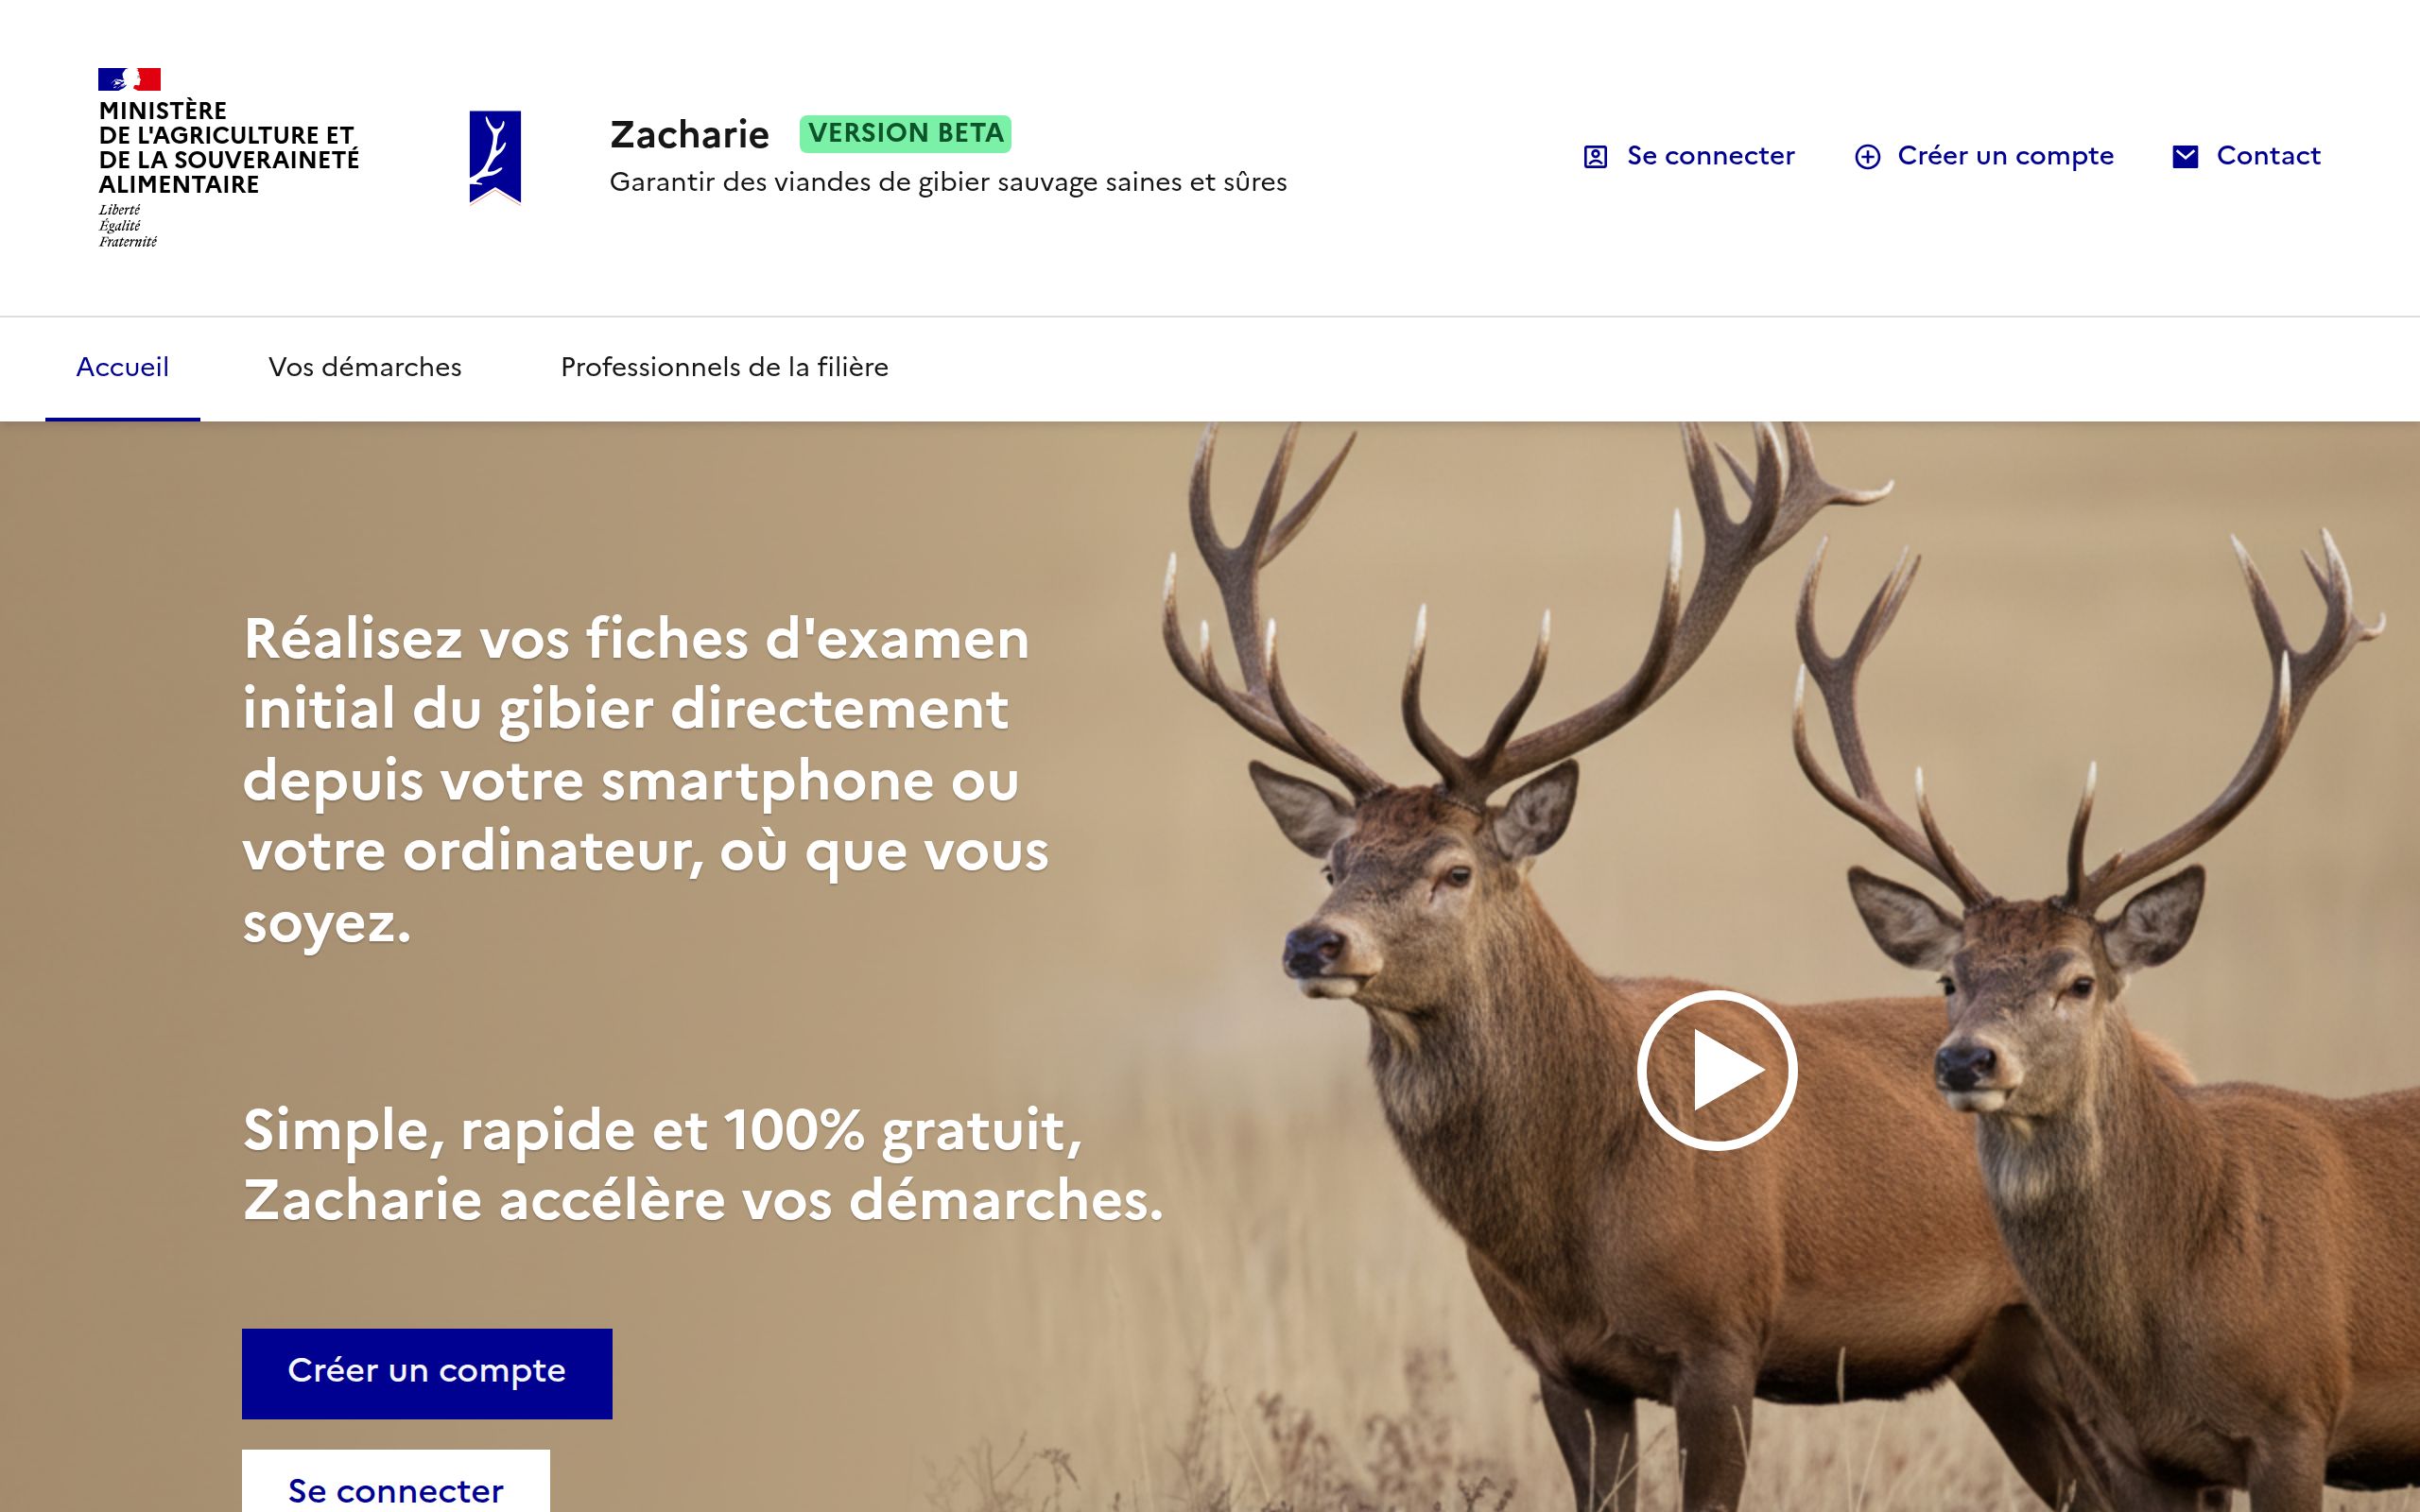 MINISTÈRE
DE L'AGRICULTURE ET
DE LA SOUVERAINETÉ
ALIMENTAIRE
Liberté
Égalité
Fraternité
Zacharie VERSION BETA
Garantir des viandes de gibier sauvage saines et sûres
Se connecter Créer un compte Contact
Accueil Vos démarches Professionnels de la filière
Réalisez vos fiches d'examen
initial du gibier directement
depuis votre smartphone ou
votre ordinateur, où que vous
soyez.
Simple, rapide et 100% gratuit,
Zacharie accélère vos démarches.
Créer un compte
Se connecter